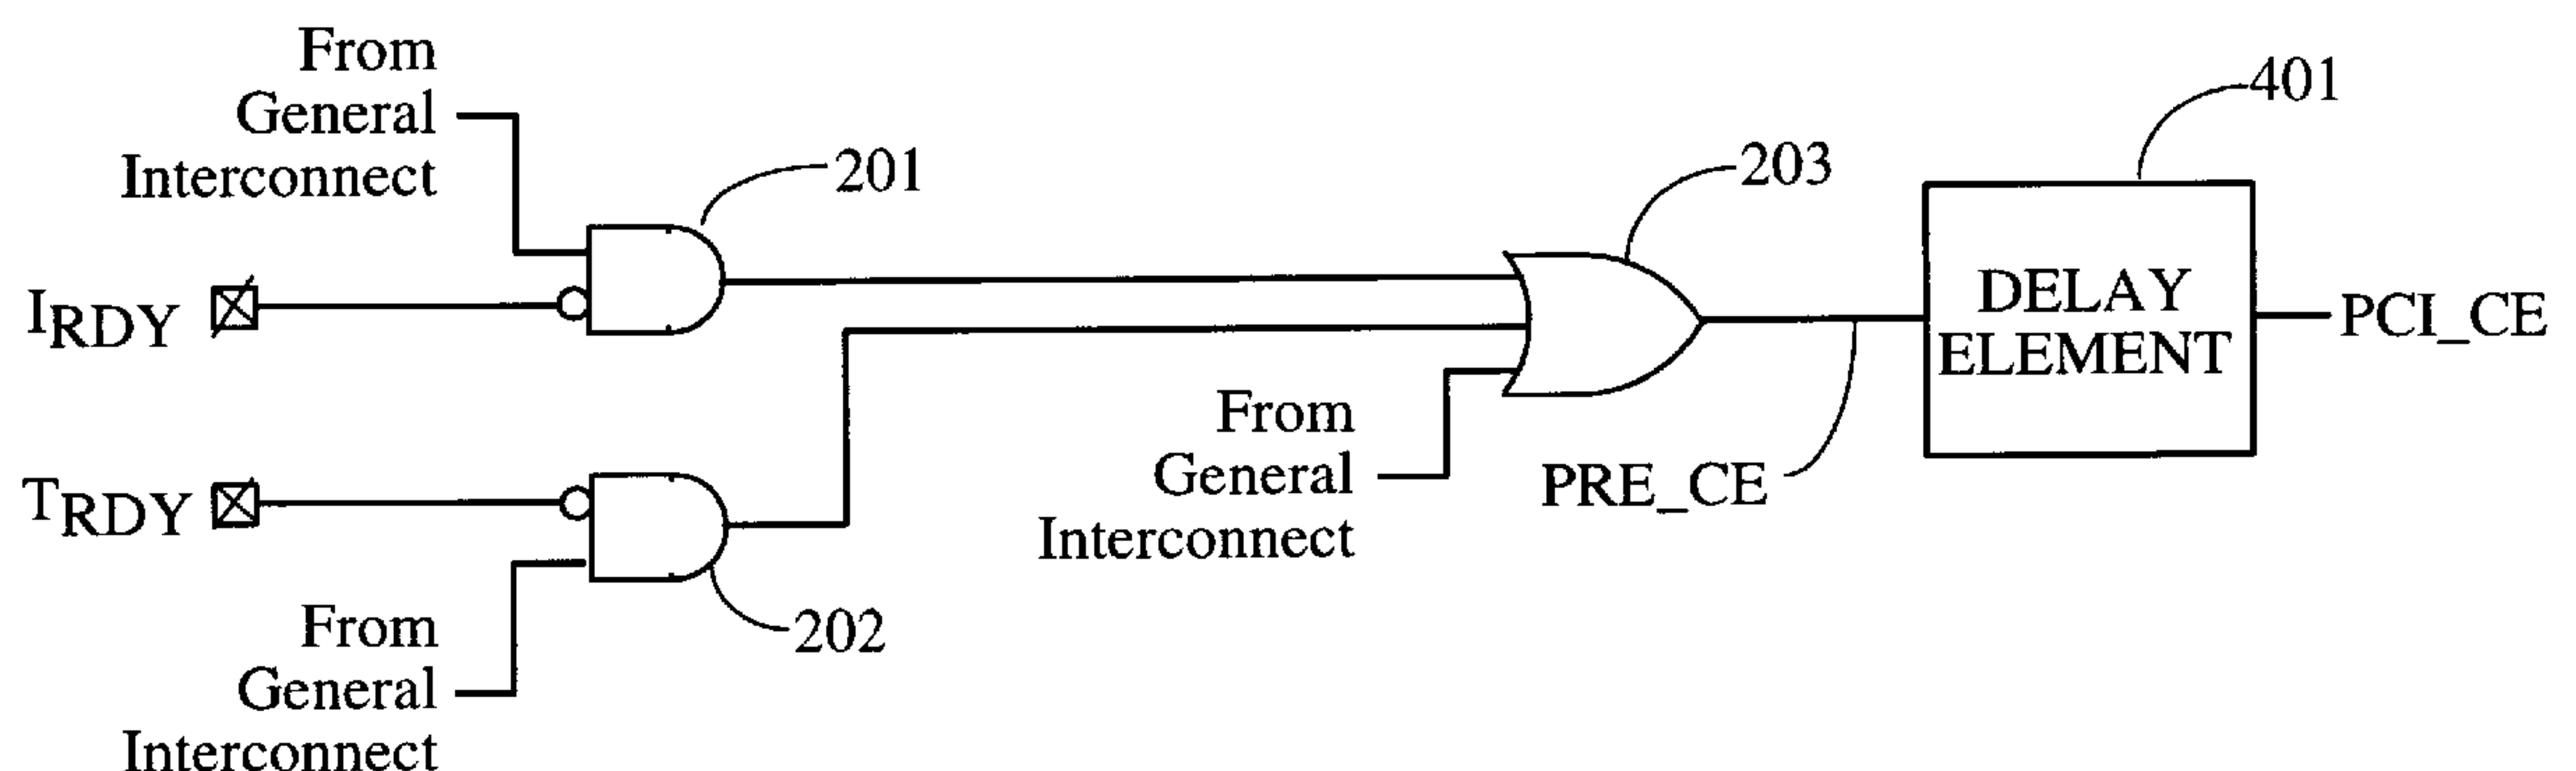 From
General
Interconnect
201
IRDY
203
401
DELAY
ELEMENT
PCI_CE
From
General
Interconnect
PRE_CE
TRDY
202
From
General
Interconnect